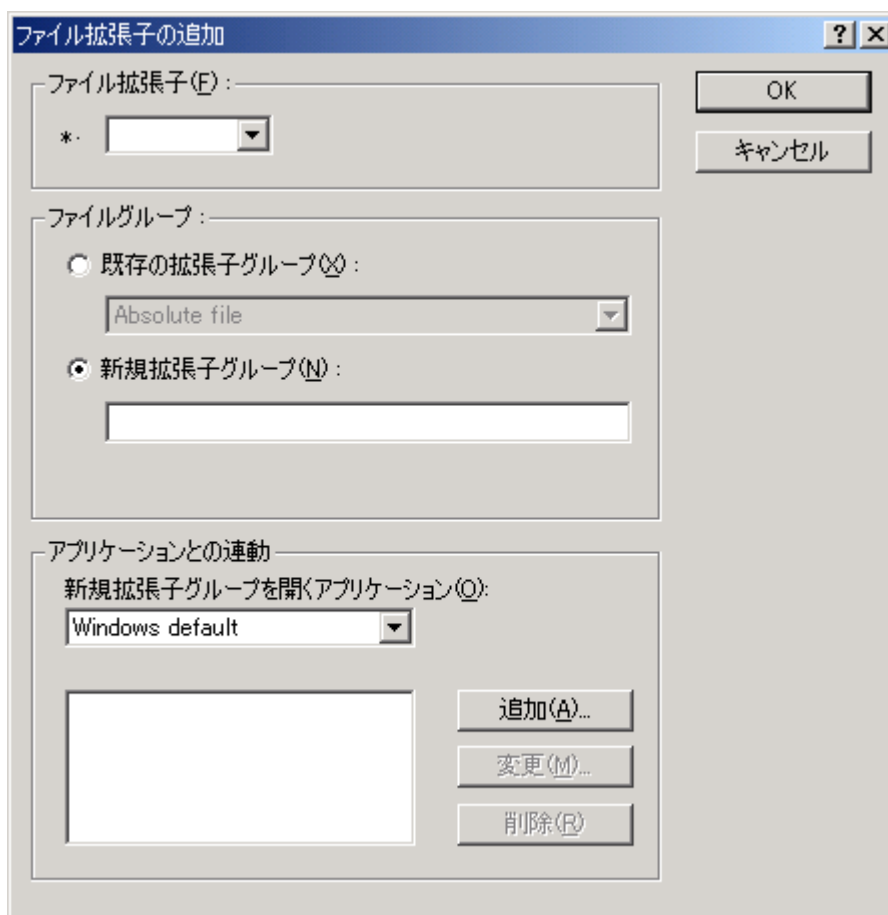 ファイル拡張子の追加
ファイル拡張子(F):
OK
*.
キャンセル
ファイルグループ:
既存の拡張子グループ(X):
Absolute file
新規拡張子グループ(N):
アプリケーションとの連動
新規拡張子グループを開くアプリケーション(O):
Windows default
追加(A)...
変更(M)...
削除(R)